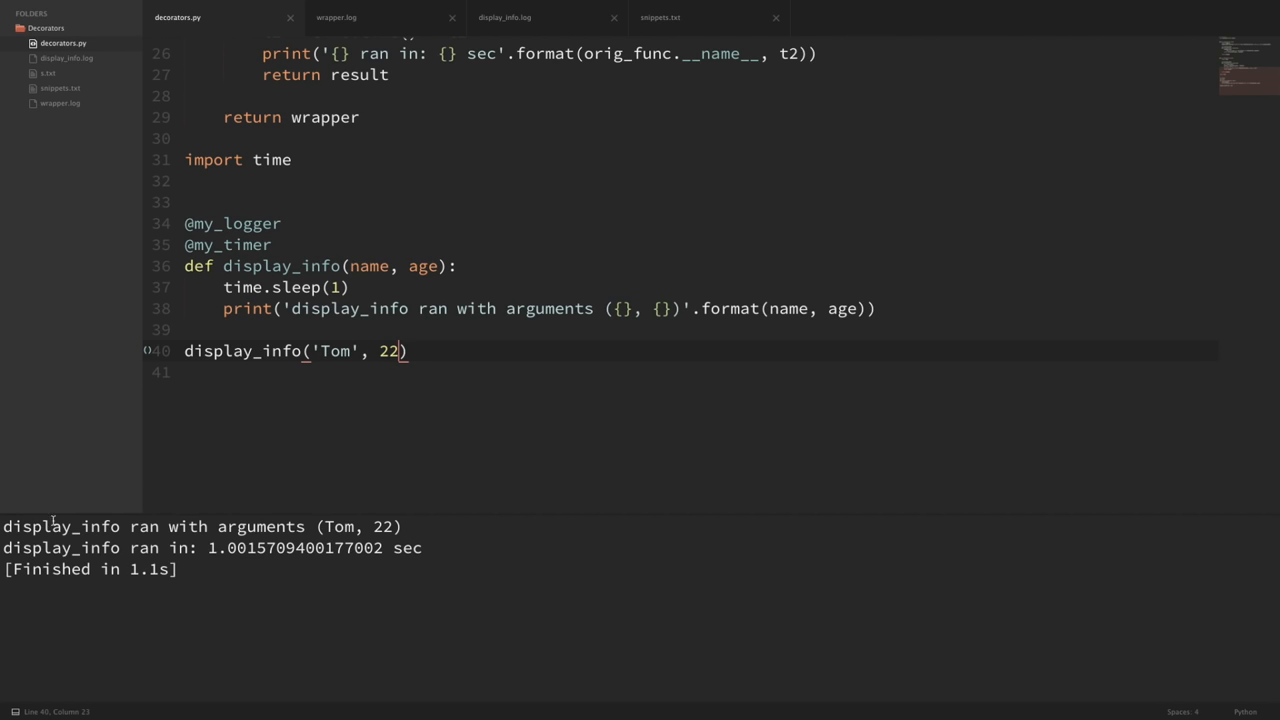 FOLDERS
Decorators
decorators.py
display_info.log
s.txt
snippets.txt
wrapper.log
decorators.py
wrapper.log
display_info.log
snippets.txt
26 print('{} ran in: {} sec'.format(orig_func.__name__, t2))
27 return result
28
29 return wrapper
30
31 import time
32
33
34 @my_logger
35 @my_timer
36 def display_info(name, age):
37 time.sleep(1)
38 print('display_info ran with arguments ({}, {})'.format(name, age))
39
40 display_info('Tom', 22)
41
display_info ran with arguments (Tom, 22)
display_info ran in: 1.0015709400177002 sec
[Finished in 1.1s]
Line 40, Column 23
Spaces: 4
Python